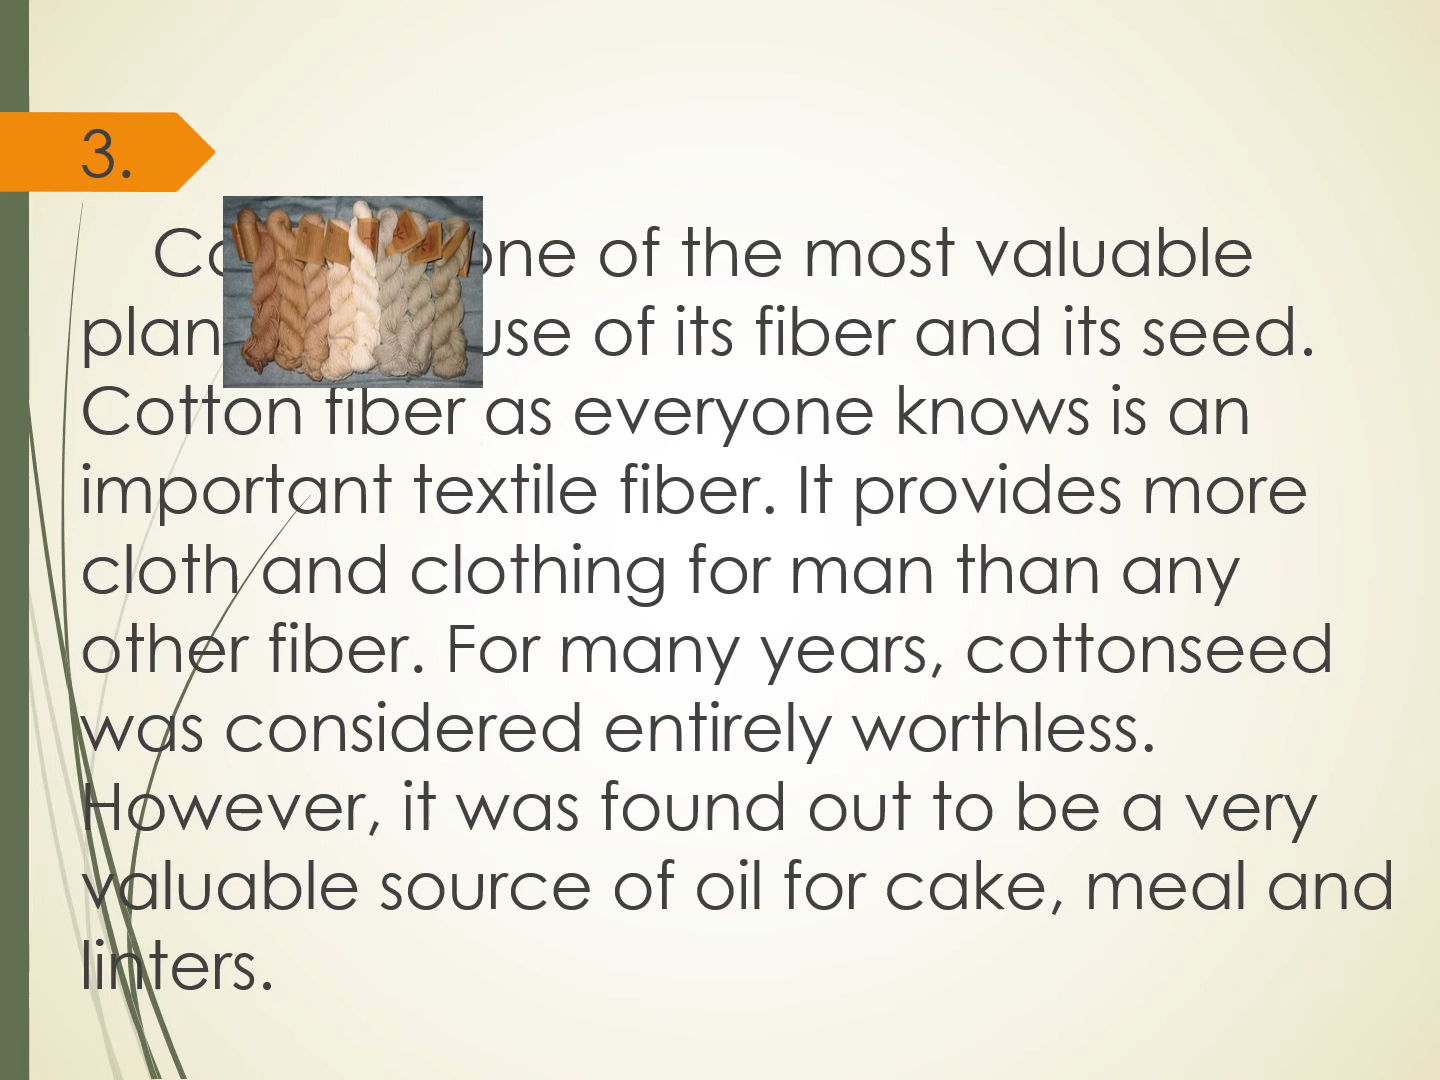 3.
one of the most valuable
use of its fiber and its seed.
Cotton fiber as everyone knows is an
important textile fiber. It provides more
cloth and clothing for man than any
other fiber. For many years, cottonseed
was considered entirely worthless.
However, it was found out to be a very
valuable source of oil for cake, meal and
linters.